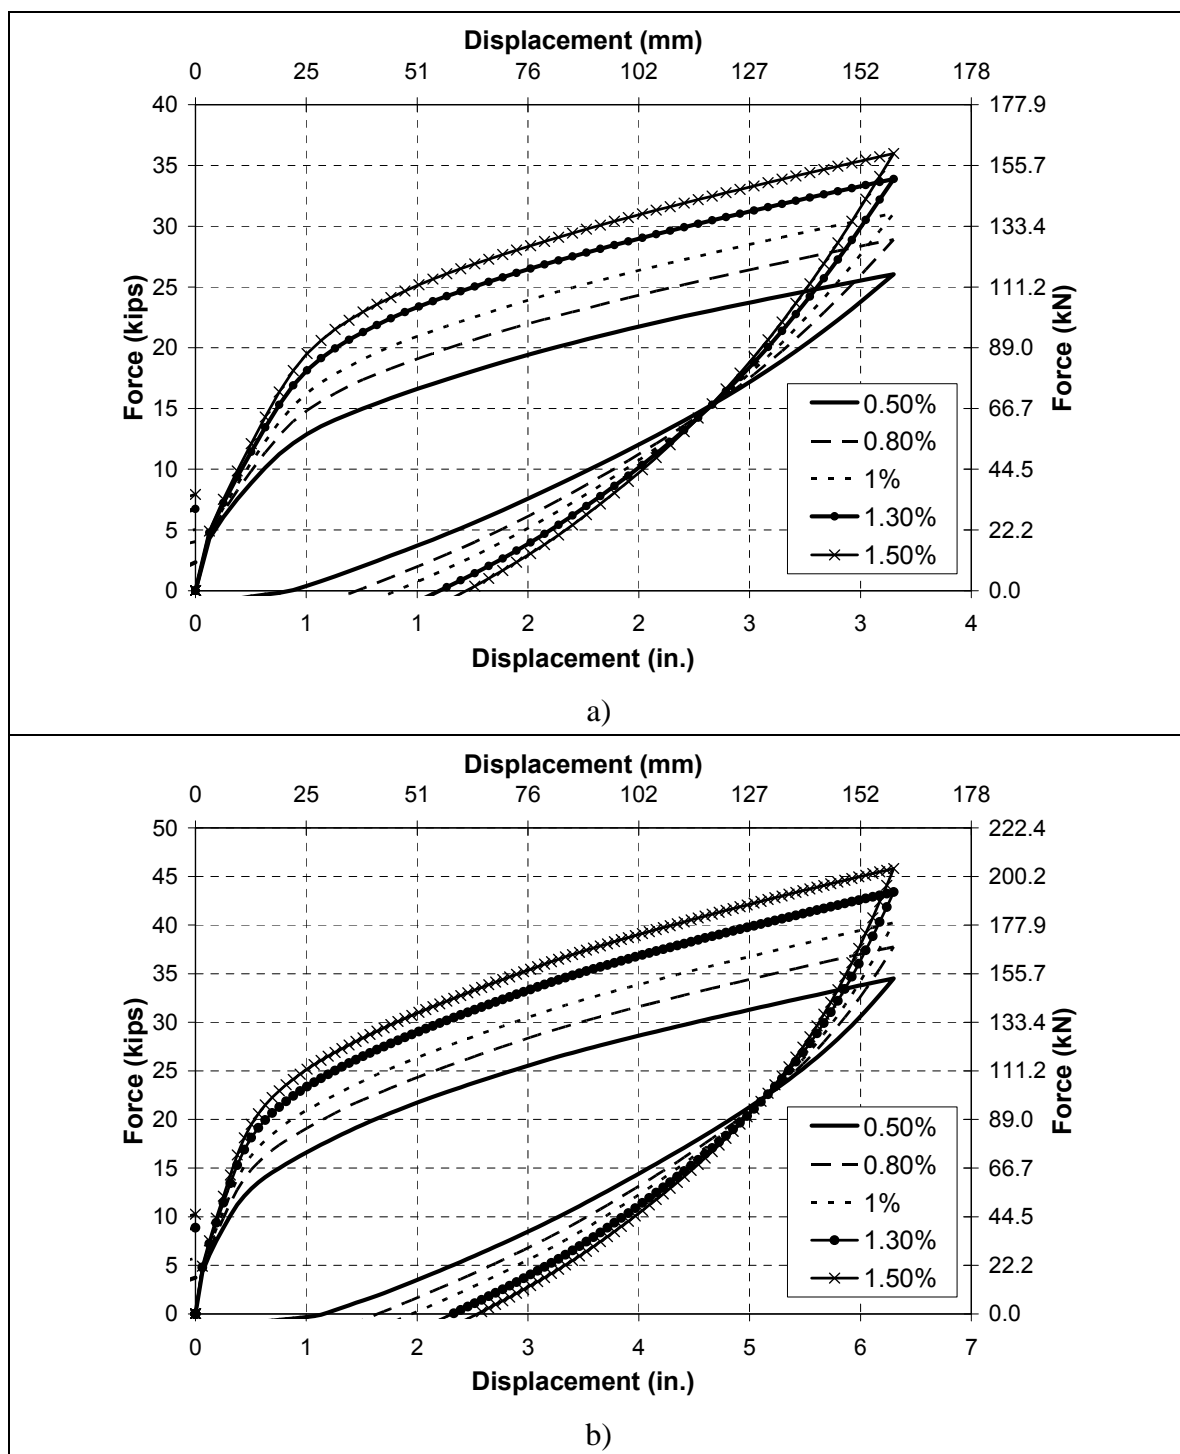 Displacement (mm)
0 25 51 76 102 127 152 178
40 177.9
35 155.7
30 133.4
25 111.2
20 89.0
15 66.7
10 44.5
5 22.2
0 0.0
Force (kips)
Force (kN)
0.50%
0.80%
1%
1.30%
1.50%
0 1 1 2 2 3 3 4
Displacement (in.)
a)
Displacement (mm)
0 25 51 76 102 127 152 178
50 222.4
45 200.2
40 177.9
35 155.7
30 133.4
25 111.2
20 89.0
15 66.7
10 44.5
5 22.2
0 0.0
Force (kips)
Force (kN)
0.50%
0.80%
1%
1.30%
1.50%
0 1 2 3 4 5 6 7
Displacement (in.)
b)